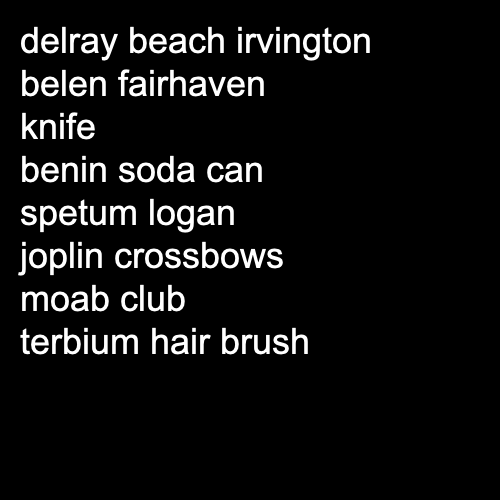 delray beach irvington
belen fairhaven
knife
benin soda can
spetum logan
joplin crossbows
moab club
terbium hair brush